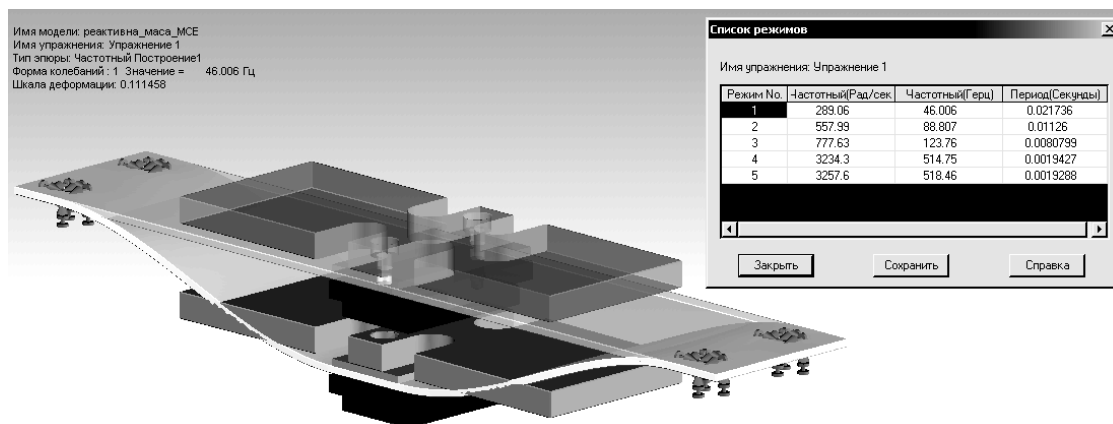 Имя модели: реактивна_маса_МСЕ
Имя упражнения: Упражнение 1
Тип эпюры: Частотный Построение1
Форма колебаний : 1 Значение = 46.006 Гц
Шкала деформации: 0.111458
Список режимов
Имя упражнения: Упражнение 1
Режим No. Частотный(Рад/сек Частотный(Герц) Период(Секунды)
1 289.06 46.006 0.021736
2 557.99 88.807 0.01126
3 777.63 123.76 0.0080799
4 3234.3 514.75 0.0019427
5 3257.6 518.46 0.0019288
Закрыть Сохранить Справка